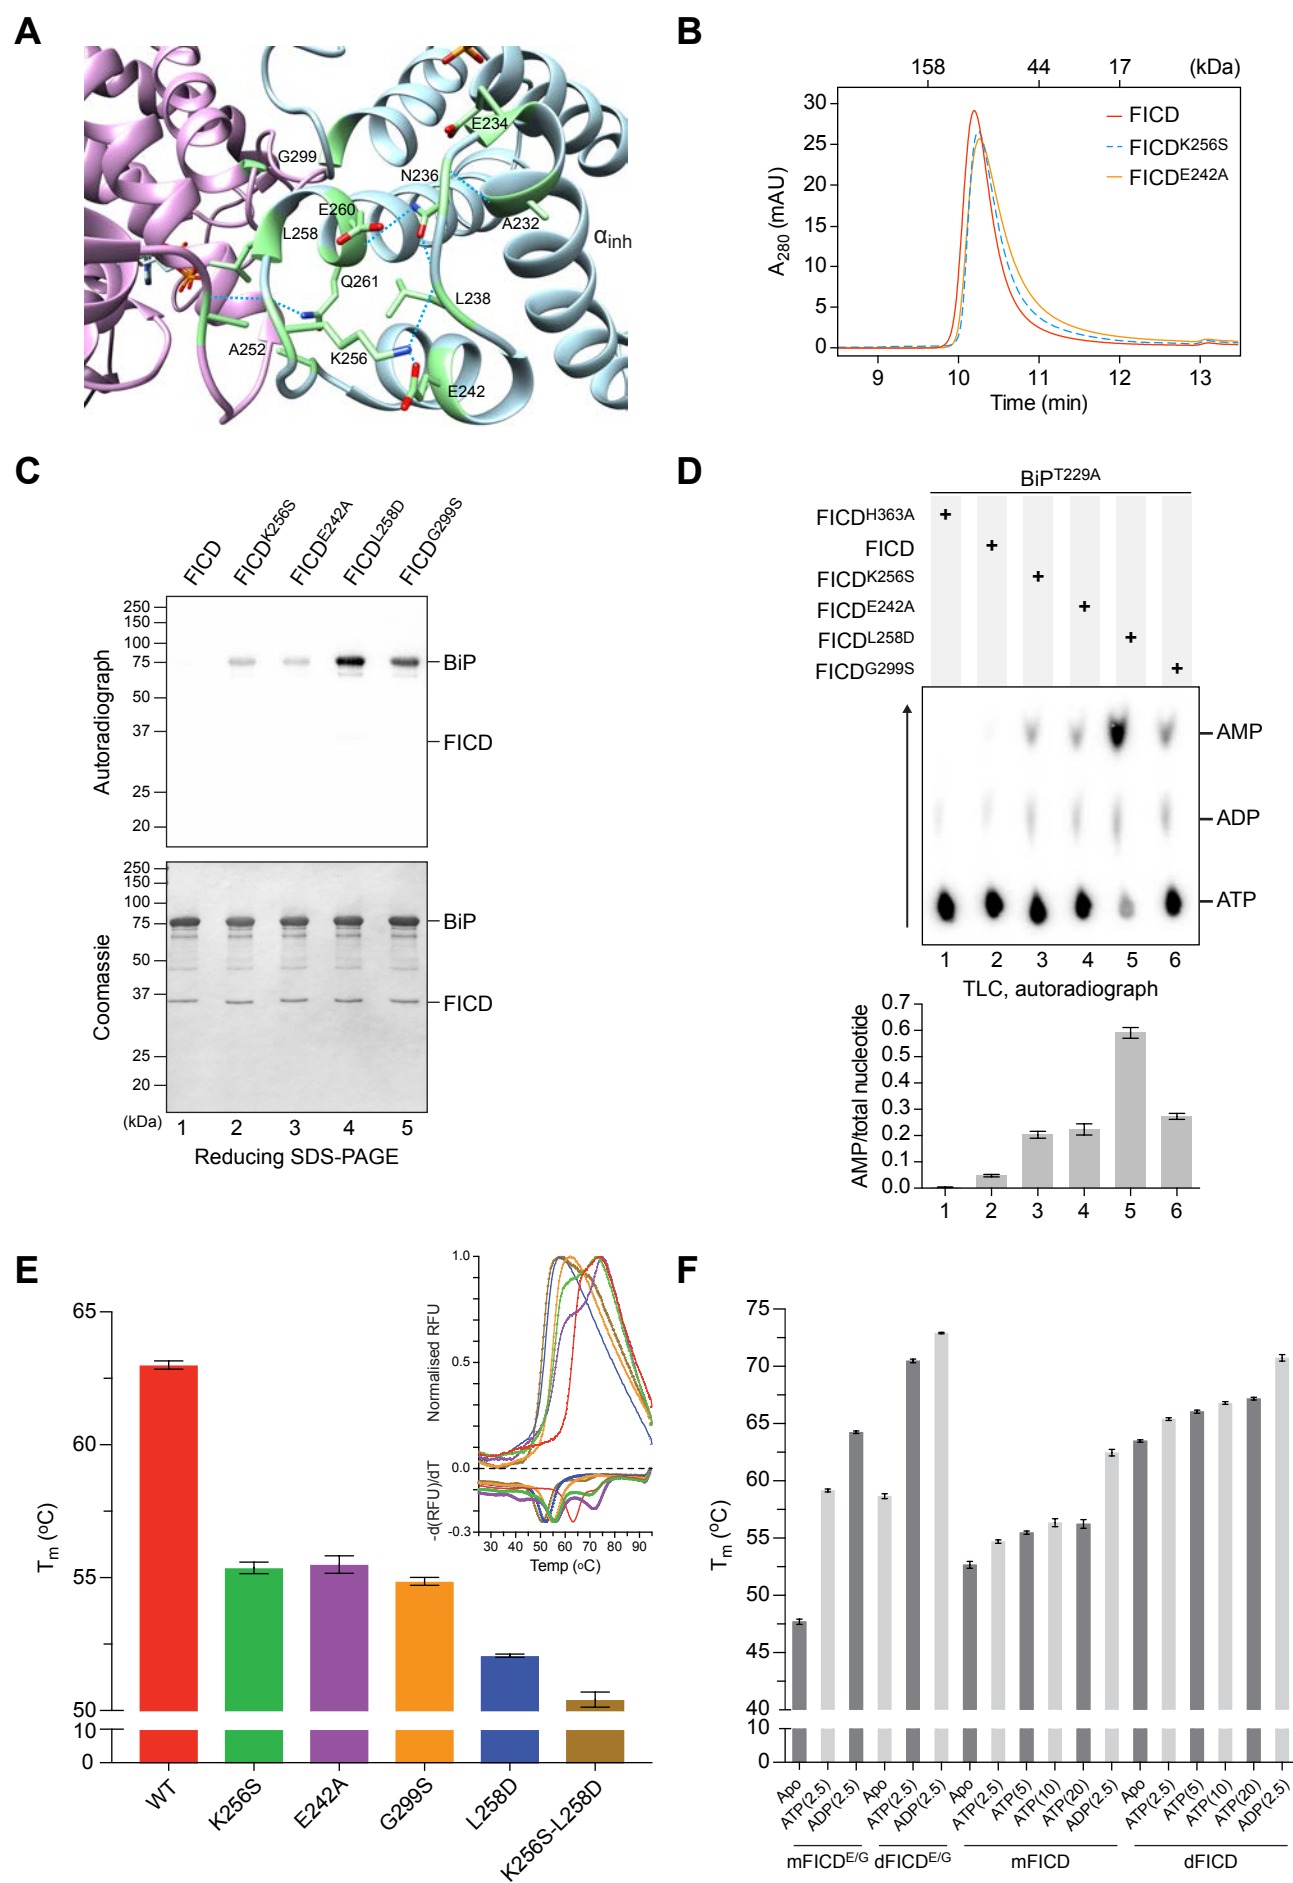 A
G299
E234
N236
E260
L258
A232
αinh
Q261
L238
A252
K256
E242
B
158 44 17 (kDa)
FICD
FICDK256S
FICDE242A
30
25
20
15
10
5
0
A280 (mAU)
9 10 11 12 13
Time (min)
C
FICD FICDK256S FICDE242A FICDL258D FICDG299S
250
150
100
75
50
37
25
20
Autoradiograph
BiP
FICD
250
150
100
75
50
37
25
20
Coomassie
BiP
FICD
(kDa) 1 2 3 4 5
Reducing SDS-PAGE
D
BiPT229A
FICDH363A +
FICD +
FICDK256S +
FICDE242A +
FICDL258D +
FICDG299S +
AMP
ADP
ATP
1 2 3 4 5 6
TLC, autoradiograph
0.7
0.6
0.5
0.4
0.3
0.2
0.1
0.0
AMP/total nucleotide
1 2 3 4 5 6
E
65
60
55
50
10
0
Tm (oC)
WT K256S E242A G299S L258D K256S-L258D
1.0
0.5
0.0
-0.3
Normalised RFU
-d(RFU)/dT
30 40 50 60 70 80 90
Temp (oC)
F
75
70
65
60
55
50
45
40
10
0
Tm (oC)
Apo ATP(2.5) ADP(2.5) Apo ATP(2.5) ADP(2.5) Apo ATP(2.5) ATP(5) ATP(10) ATP(20) ADP(2.5) Apo ATP(2.5) ATP(5) ATP(10) ATP(20) ADP(2.5)
mFICDE/G dFICDE/G mFICD dFICD